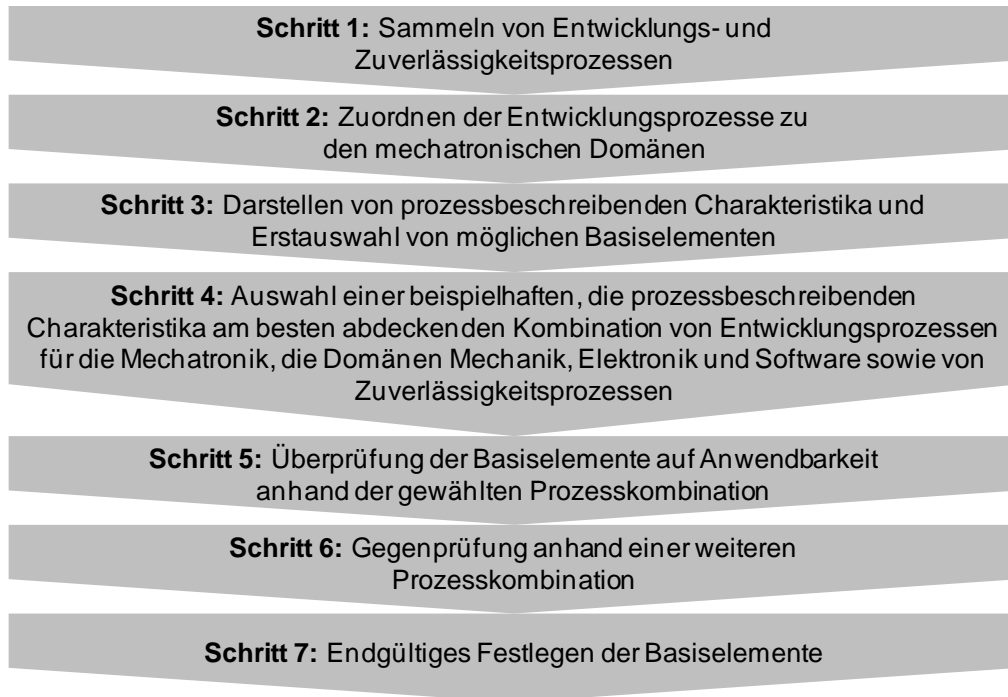 Schritt 1: Sammeln von Entwicklungs- und
Zuverlässigkeitsprozessen
Schritt 2: Zuordnen der Entwicklungsprozesse zu
den mechatronischen Domänen
Schritt 3: Darstellen von prozessbeschreibenden Charakteristika und
Erstauswahl von möglichen Basiselementen
Schritt 4: Auswahl einer beispielhaften, die prozessbeschreibenden
Charakteristika am besten abdeckenden Kombination von Entwicklungsprozessen
für die Mechatronik, die Domänen Mechanik, Elektronik und Software sowie von
Zuverlässigkeitsprozessen
Schritt 5: Überprüfung der Basiselemente auf Anwendbarkeit
anhand der gewählten Prozesskombination
Schritt 6: Gegenprüfung anhand einer weiteren
Prozesskombination
Schritt 7: Endgültiges Festlegen der Basiselemente